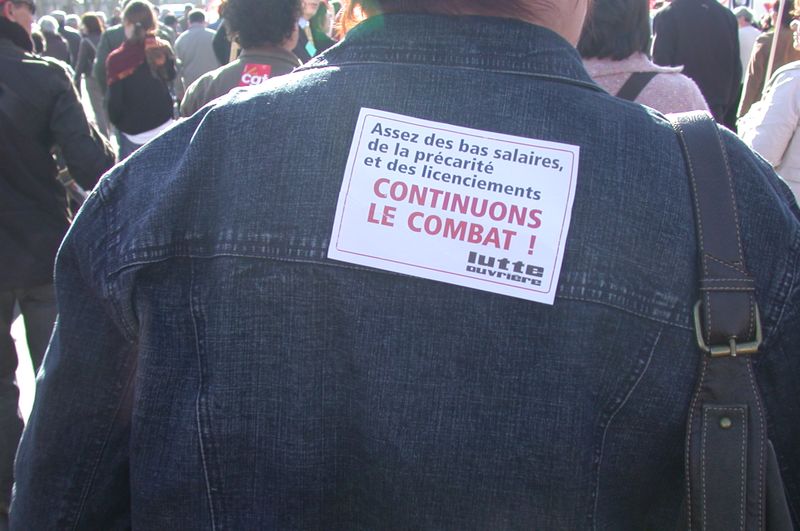 cgt
Assez des bas salaires,
de la précarité
et des licenciements
CONTINUONS
LE COMBAT !
lutte
ouvrière